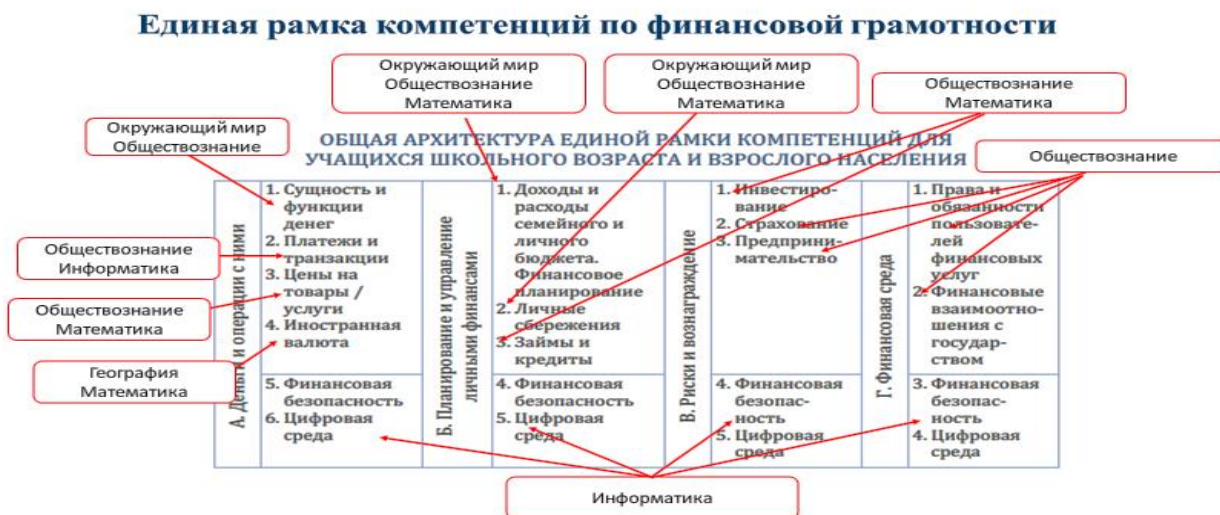 Единая рамка компетенций по финансовой грамотности
Окружающий мир
Обществознание
Математика
Окружающий мир
Обществознание
Математика
Обществознание
Математика
Окружающий мир
Обществознание
Обществознание
ОБЩАЯ АРХИТЕКТУРА ЕДИНОЙ РАМКИ КОМПЕТЕНЦИЙ ДЛЯ
УЧАЩИХСЯ ШКОЛЬНОГО ВОЗРАСТА И ВЗРОСЛОГО НАСЕЛЕНИЯ
Обществознание
Информатика
Обществознание
Математика
География
Математика
А. Деньги и операции с ними
1. Сущность и
функции
денег
2. Платежи и
транзакции
3. Цены на
товары /
услуги
4. Иностранная
валюта
5. Финансовая
безопасность
6. Цифровая
среда
Б. Планирование и управление
личными финансами
1. Доходы и
расходы
семейного и
личного
бюджета.
Финансовое
планирование
2. Личные
сбережения
3. Займы и
кредиты
4. Финансовая
безопасность
5. Цифровая
среда
В. Риски и вознаграждение
1. Инвестиро-
вание
2. Страхование
3. Предприни-
мательство
4. Финансовая
безопас-
ность
5. Цифровая
среда
Г. Финансовая среда
1. Права и
обязанности
пользовате-
лей
финансовых
услуг
2. Финансовые
взаимоотно-
шения с
государ-
ством
3. Финансовая
безопас-
ность
4. Цифровая
среда
Информатика